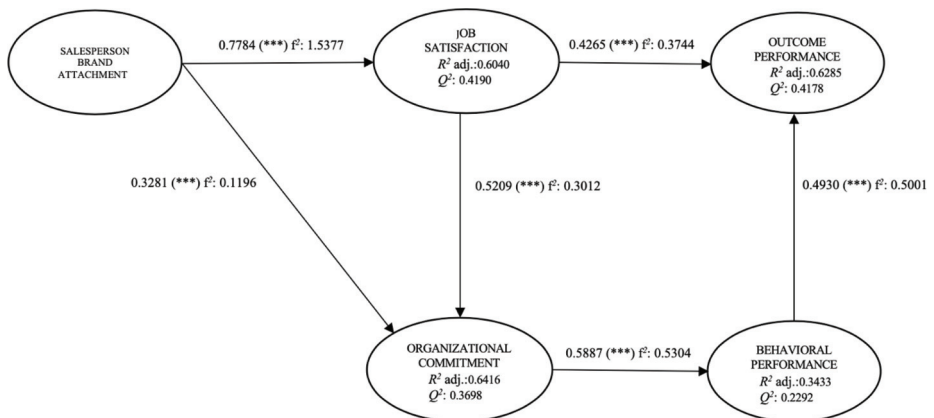 SALESPERSON
BRAND
ATTACHMENT
0.7784 (***) f²: 1.5377
JOB
SATISFACTION
R² adj.:0.6040
Q²: 0.4190
0.4265 (***) f²: 0.3744
OUTCOME
PERFORMANCE
R² adj.:0.6285
Q²: 0.4178
0.3281 (***) f²: 0.1196
0.5209 (***) f²: 0.3012
0.4930 (***) f²: 0.5001
ORGANIZATIONAL
COMMITMENT
R² adj.:0.6416
Q²: 0.3698
0.5887 (***) f²: 0.5304
BEHAVIORAL
PERFORMANCE
R² adj.:0.3433
Q²: 0.2292